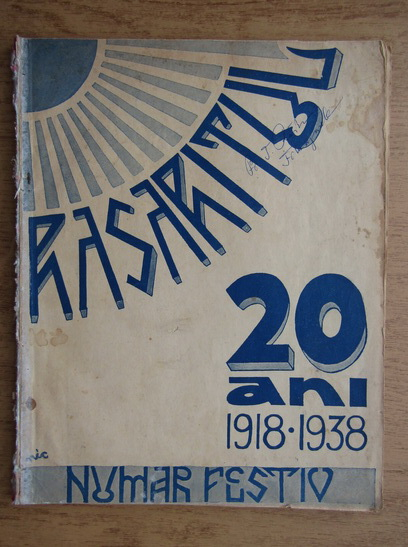 RASARITUL
20
ani
1918·1938
NUMAR FESTIV